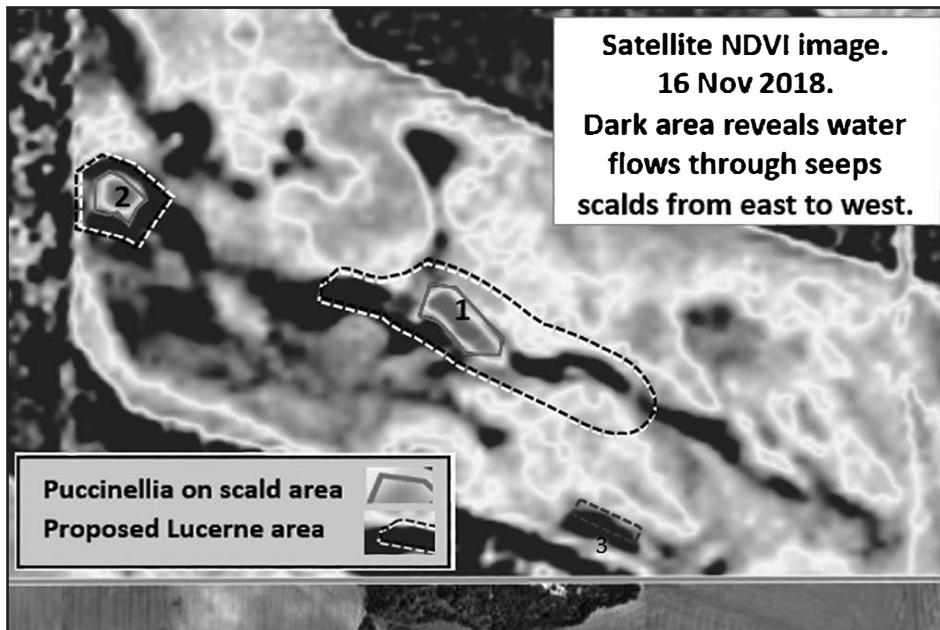 Satellite NDVI image.
16 Nov 2018.
Dark area reveals water
flows through seeps
scalds from east to west.
2
1
3
Puccinellia on scald area
Proposed Lucerne area